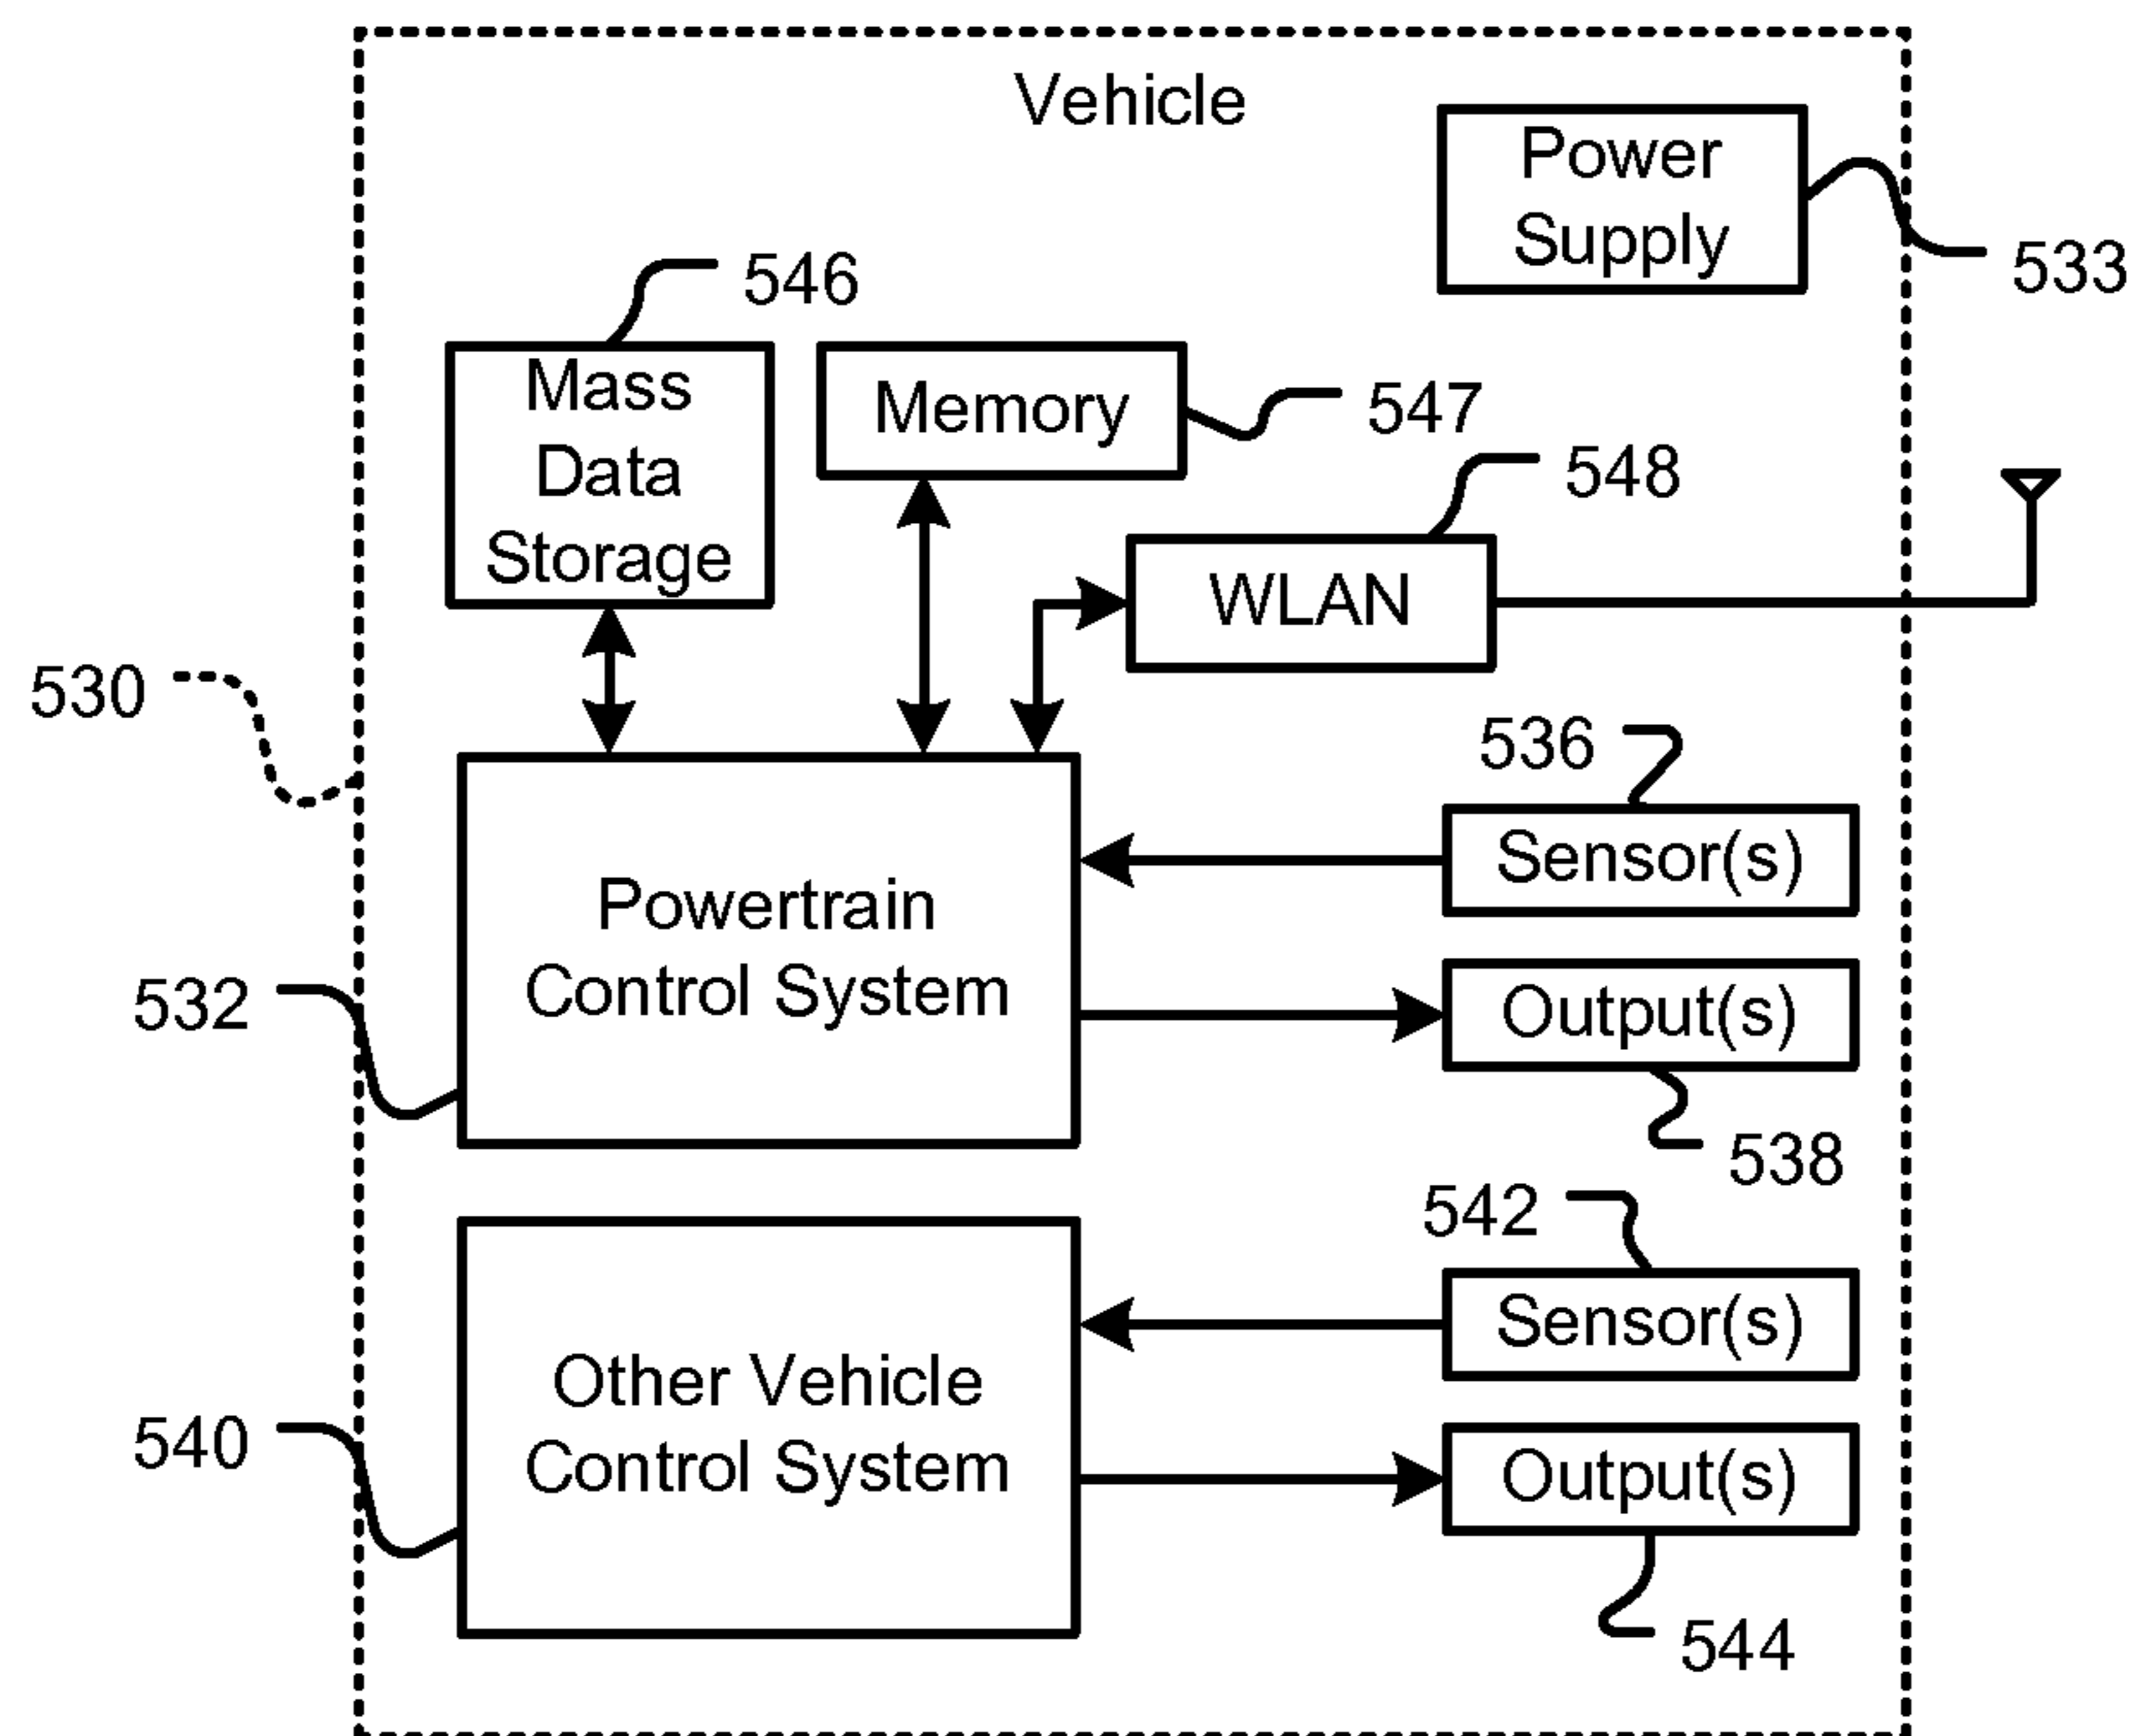 Vehicle
Power
Supply
533
546
Mass
Data
Storage
Memory
547
548
WLAN
530
536
Sensor(s)
Powertrain
Control System
532
Output(s)
538
542
Sensor(s)
Other Vehicle
Control System
540
Output(s)
544